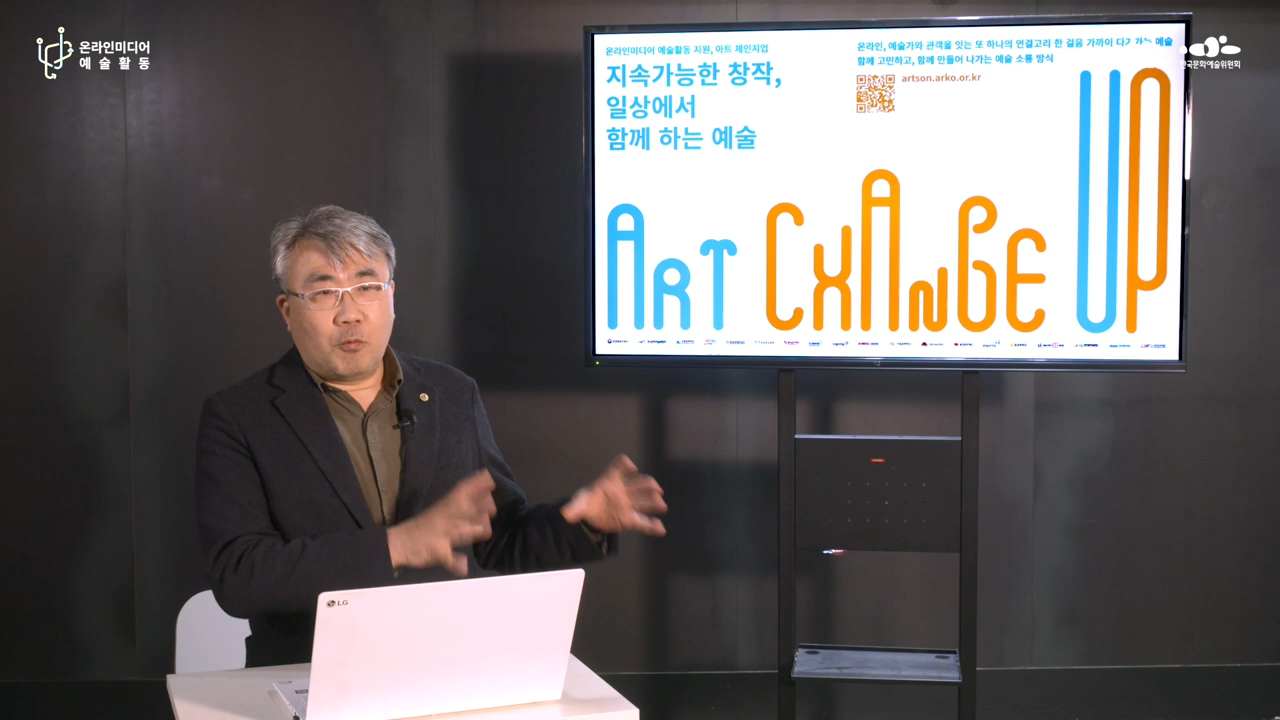 온라인미디어
예술활동
온라인미디어 예술활동 지원, 아트 체인지업
지속가능한 창작,
일상에서
함께 하는 예술
온라인, 예술가와 관객을 잇는 또 하나의 연결고리 한 걸음 가까이 다가 가는 예술
함께 고민하고, 함께 만들어 나가는 예술 소통 방식
artson.arko.or.kr
한국문화예술위원회
ART CHANGE UP
LG